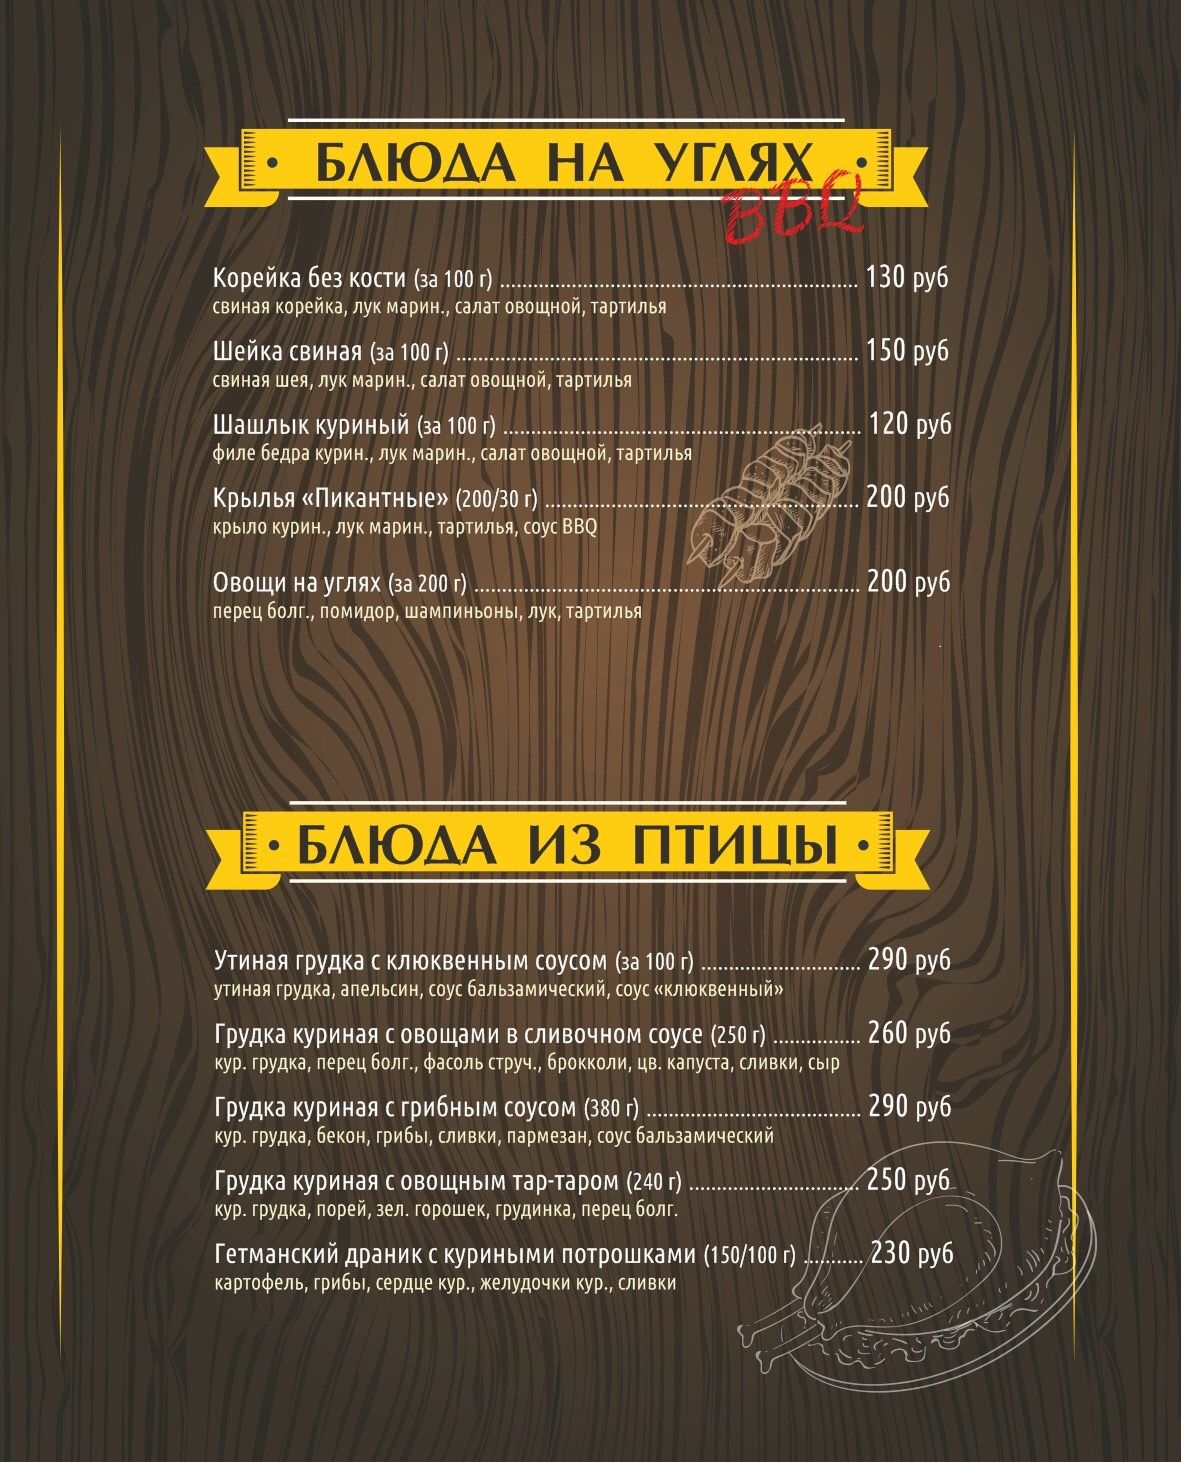 БЛЮДА НА УГЛЯХ
BBQ
Корейка без кости (за 100 г) ........ 130 руб
свиная корейка, лук марин., салат овощной, тартилья
Шейка свиная (за 100 г) ........ 150 руб
свиная шея, лук марин., салат овощной, тартилья
Шашлык куриный (за 100 г) ........ 120 руб
филе бедра курин., лук марин., салат овощной, тартилья
Крылья «Пикантные» (200/30 г) ........ 200 руб
крыло курин., лук марин., тартилья, соус BBQ
Овощи на углях (за 200 г) ........ 200 руб
перец болг., помидор, шампиньоны, лук, тартилья
БЛЮДА ИЗ ПТИЦЫ
Утиная грудка с клюквенным соусом (за 100 г) ........ 290 руб
утиная грудка, апельсин, соус бальзамический, соус «клюквенный»
Грудка куриная с овощами в сливочном соусе (250 г) ........ 260 руб
кур. грудка, перец болг., фасоль струч., брокколи, цв. капуста, сливки, сыр
Грудка куриная с грибным соусом (380 г) ........ 290 руб
кур. грудка, бекон, грибы, сливки, пармезан, соус бальзамический
Грудка куриная с овощным тар-таром (240 г) ........ 250 руб
кур. грудка, порей, зел. горошек, грудинка, перец болг.
Гетманский драник с куриными потрошками (150/100 г) ........ 230 руб
картофель, грибы, сердце кур., желудочки кур., сливки